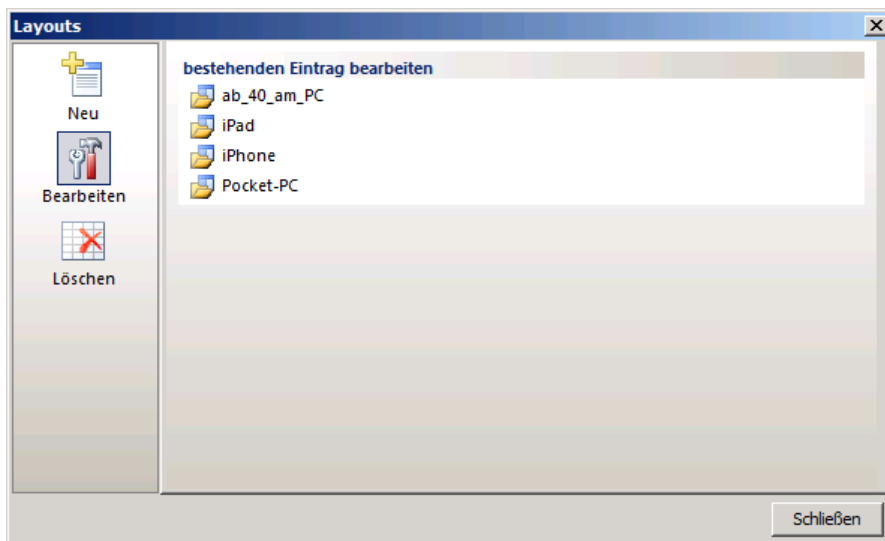 Layouts
Neu
Bearbeiten
Löschen
bestehenden Eintrag bearbeiten
ab_40_am_PC
iPad
iPhone
Pocket-PC
Schließen